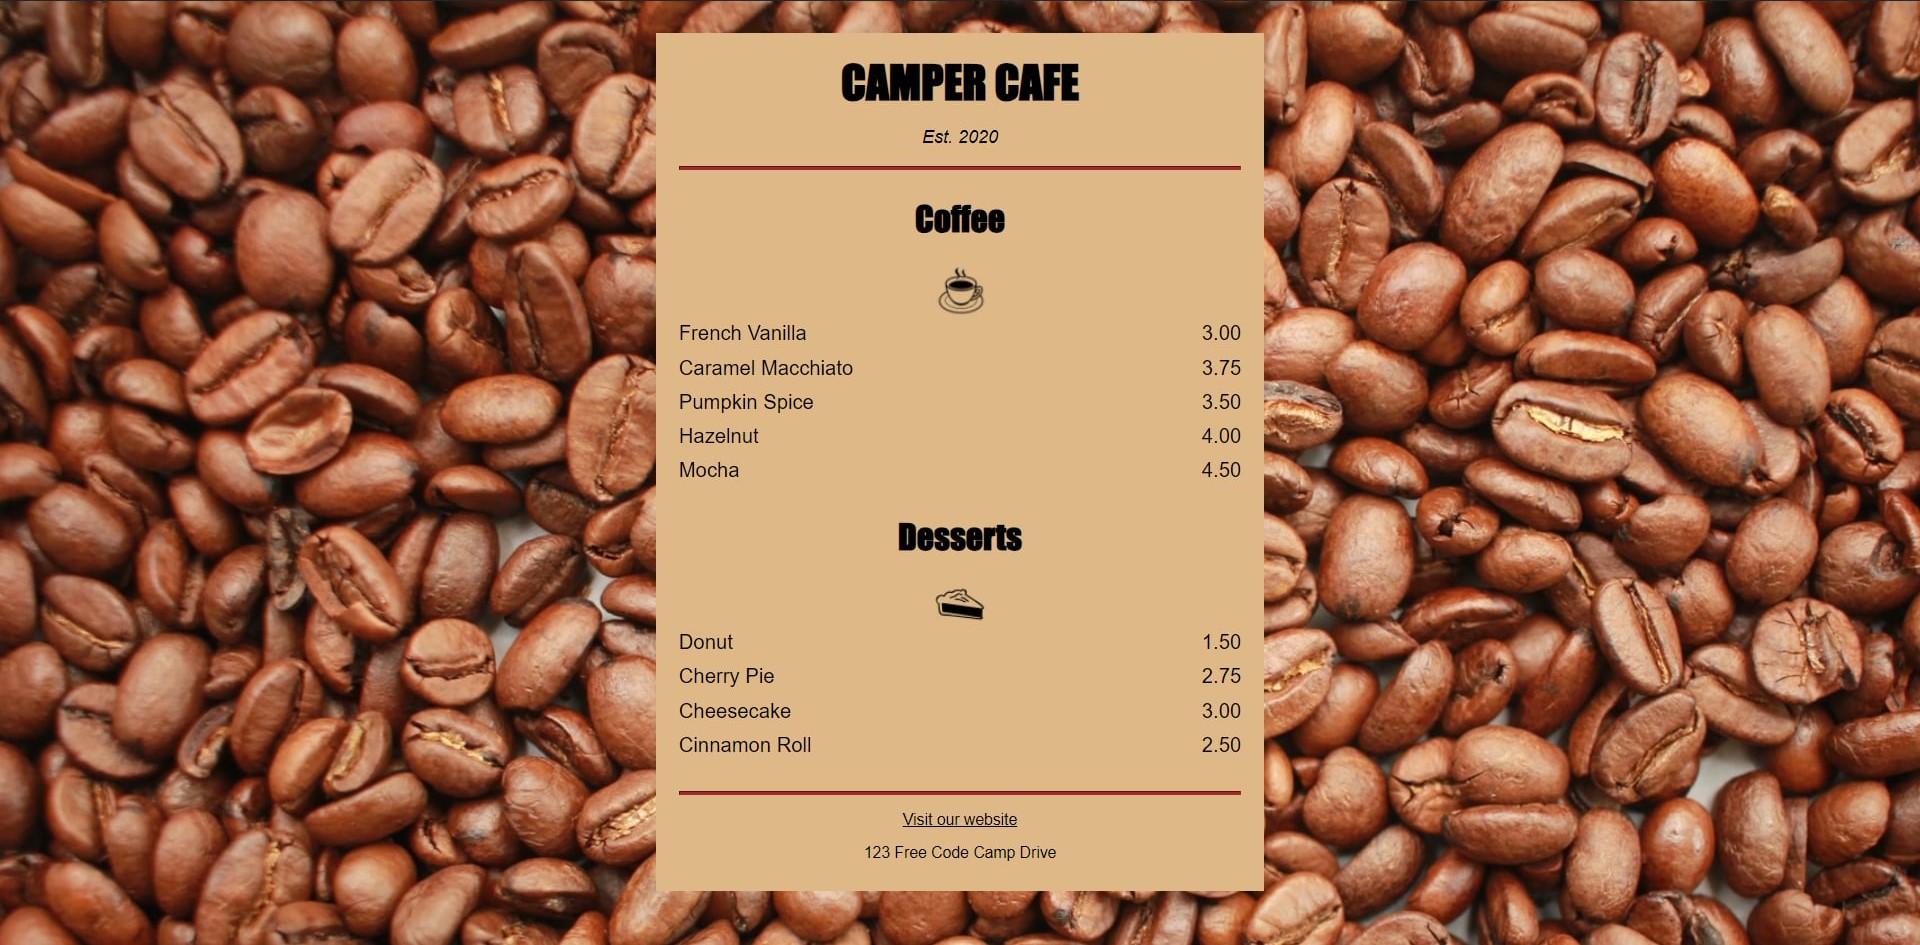 CAMPER CAFE
Est. 2020
Coffee
French Vanilla 3.00
Caramel Macchiato 3.75
Pumpkin Spice 3.50
Hazelnut 4.00
Mocha 4.50
Desserts
Donut 1.50
Cherry Pie 2.75
Cheesecake 3.00
Cinnamon Roll 2.50
Visit our website
123 Free Code Camp Drive